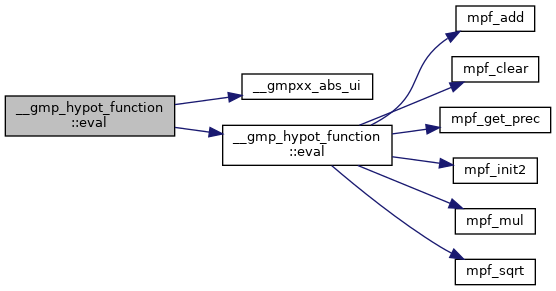 __gmp_hypot_function
::eval
__gmpxx_abs_ui
__gmp_hypot_function
::eval
mpf_add
mpf_clear
mpf_get_prec
mpf_init2
mpf_mul
mpf_sqrt